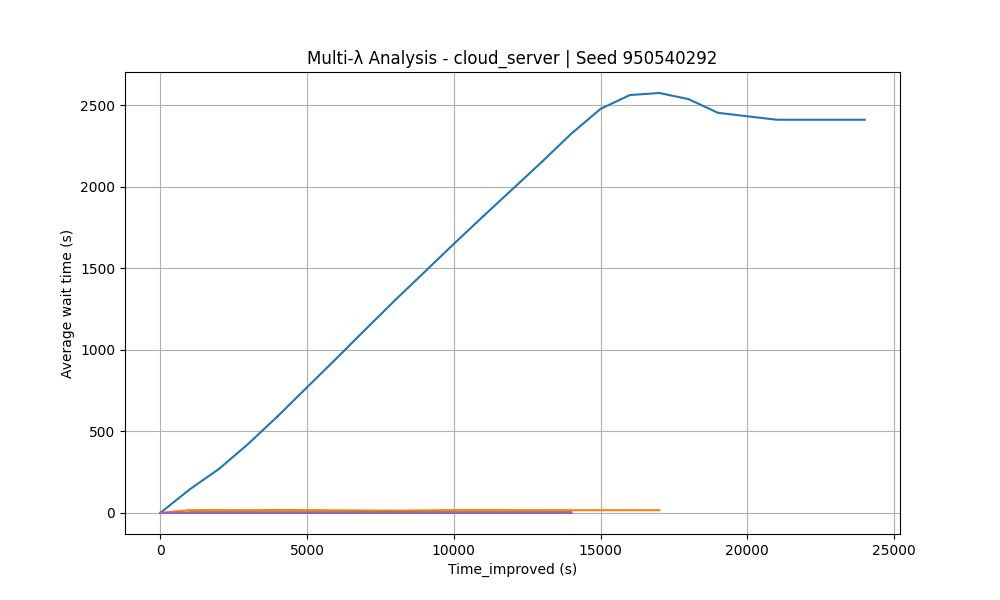 Multi-λ Analysis - cloud_server | Seed 950540292
Average wait time (s)
2500
2000
1500
1000
500
0
0 5000 10000 15000 20000 25000
Time_improved (s)